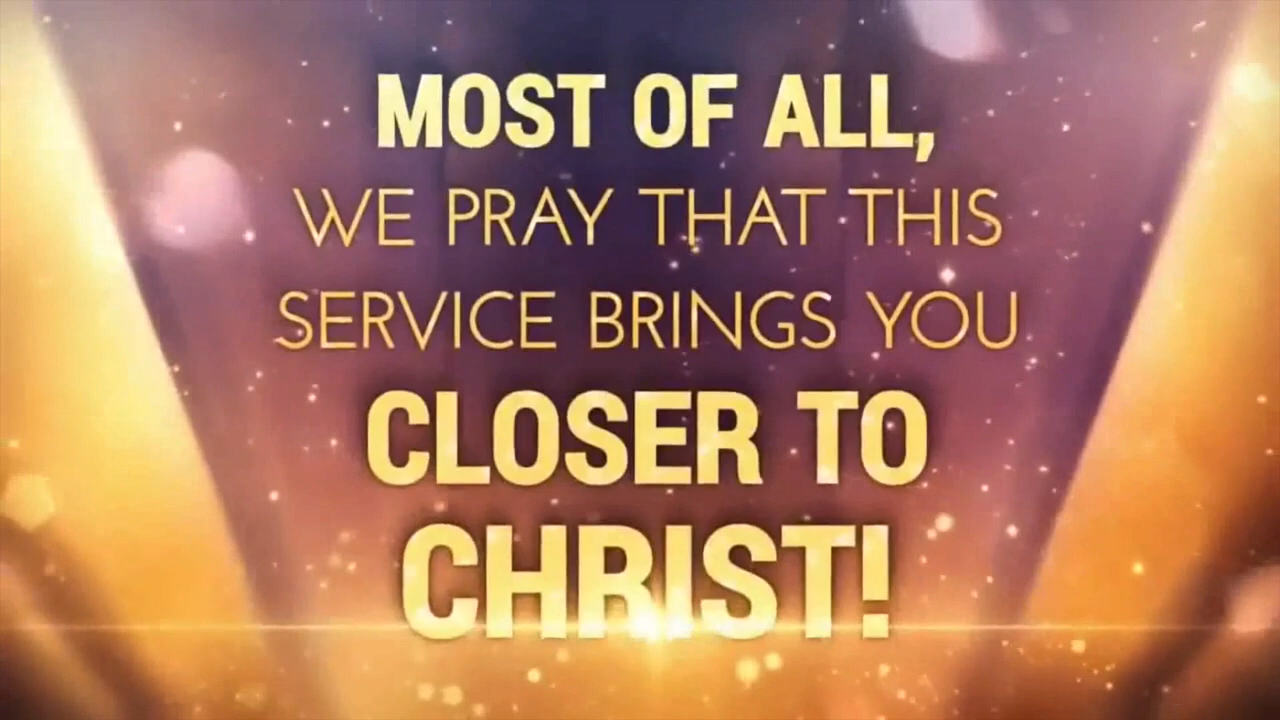 MOST OF ALL,
WE PRAY THAT THIS
SERVICE BRINGS YOU
CLOSER TO
CHRIST!